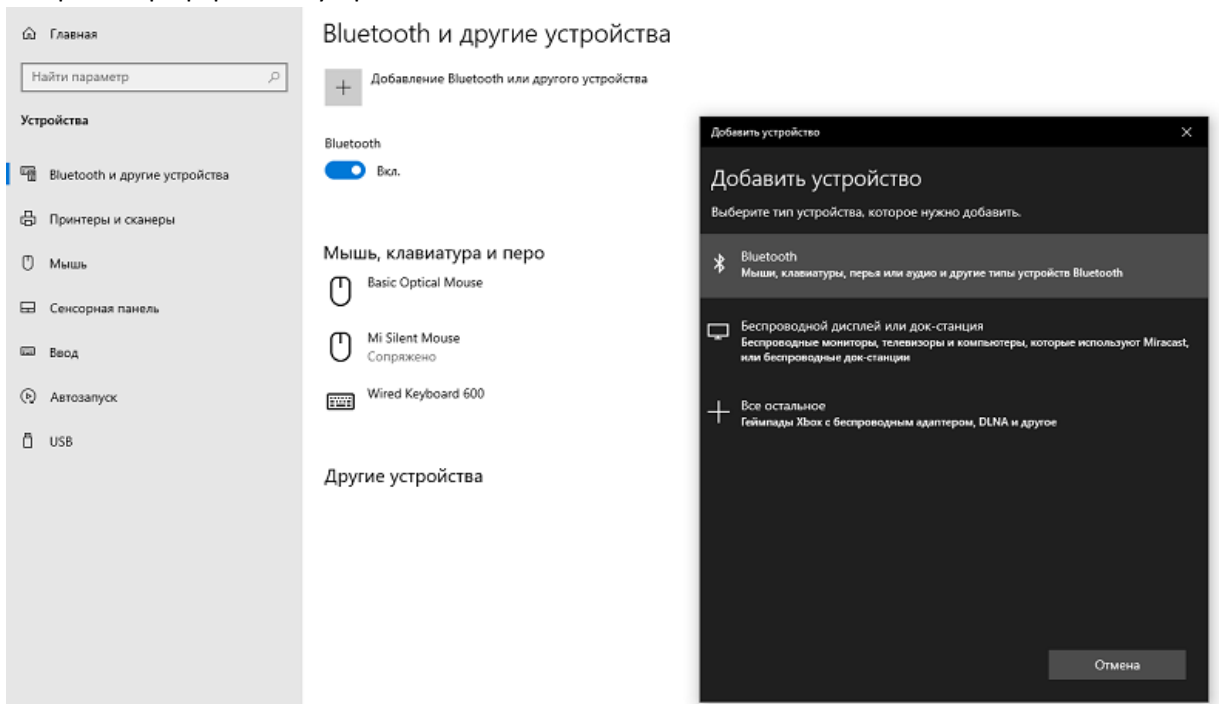 Главная
Найти параметр
Устройства
Bluetooth и другие устройства
Принтеры и сканеры
Мышь
Сенсорная панель
Ввод
Автозапуск
USB
Bluetooth и другие устройства
Добавление Bluetooth или другого устройства
Bluetooth
Вкл.
Мышь, клавиатура и перо
Basic Optical Mouse
Mi Silent Mouse
Сопряжено
Wired Keyboard 600
Другие устройства
Добавить устройство
Добавить устройство
Выберите тип устройства, которое нужно добавить.
Bluetooth
Мыши, клавиатуры, перья или аудио и другие типы устройств Bluetooth
Беспроводной дисплей или док-станция
Беспроводные мониторы, телевизоры и компьютеры, которые используют Miracast,
или беспроводные док-станции
Все остальное
Геймпады Xbox с беспроводным адаптером, DLNA и другое
Отмена